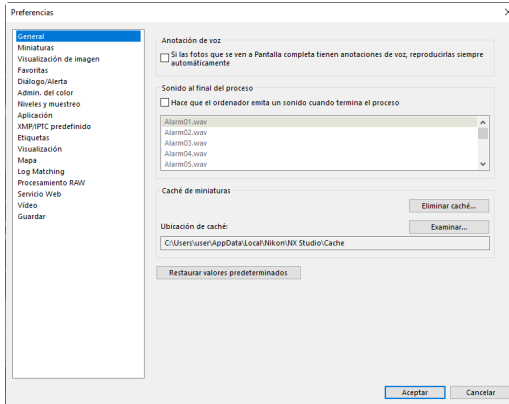 Preferencias
General
Miniaturas
Visualización de imagen
Favoritas
Diálogo/Alerta
Admin. del color
Niveles y muestreo
Aplicación
XMP/IPTC predefinido
Etiquetas
Visualización
Mapa
Log Matching
Procesamiento RAW
Servicio Web
Vídeo
Guardar
Anotación de voz
Si las fotos que se ven a Pantalla completa tienen anotaciones de voz, reproducirlas siempre
automáticamente
Sonido al final del proceso
Hace que el ordenador emita un sonido cuando termina el proceso
Alarm01.wav
Alarm02.wav
Alarm03.wav
Alarm04.wav
Alarm05.wav
Caché de miniaturas
Eliminar caché...
Ubicación de caché:
Examinar...
C:\Users\user\AppData\Local\Nikon\NX Studio\Cache
Restaurar valores predeterminados
Aceptar
Cancelar